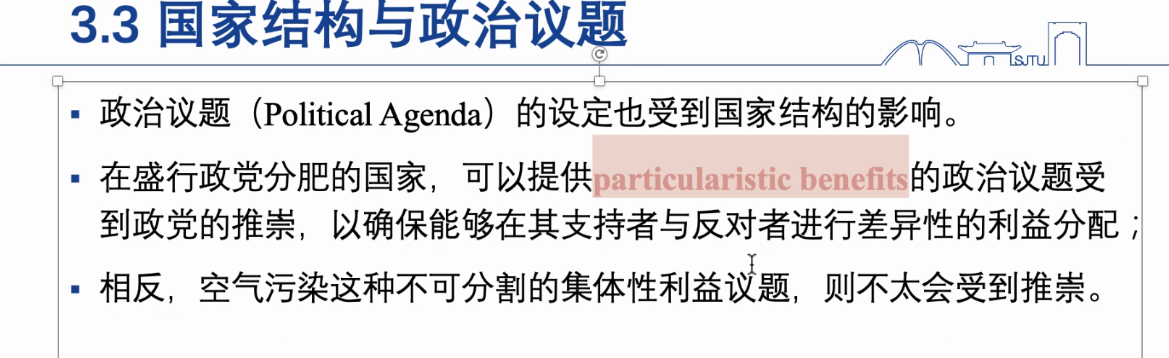 3.3 国家结构与政治议题
SJTU
▪ 政治议题（Political Agenda）的设定也受到国家结构的影响。
▪ 在盛行政党分肥的国家，可以提供particularistic benefits的政治议题受
到政党的推崇，以确保能够在其支持者与反对者进行差异性的利益分配；
▪ 相反，空气污染这种不可分割的集体性利益议题，则不太会受到推崇。